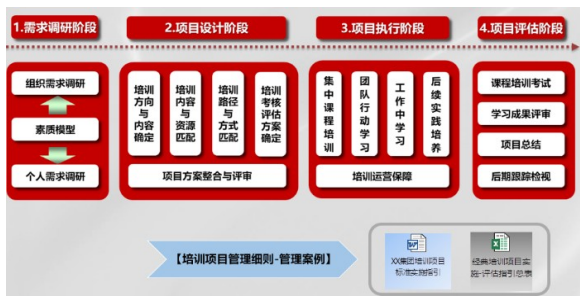 1.需求调研阶段
2.项目设计阶段
3.项目执行阶段
4.项目评估阶段
组织需求调研
素质模型
个人需求调研
培训方向与内容确定
培训内容与资源匹配
培训路径与方式匹配
培训考核评估方案确定
项目方案整合与评审
集中课程培训
团队行动学习
工作中学习
后续实践培养
培训运营保障
课程培训考试
学习成果评审
项目总结
后期跟踪检视
【培训项目管理细则-管理案例】
XX集团培训项目
标准实施指引
经典培训项目实
施-评估指引总表